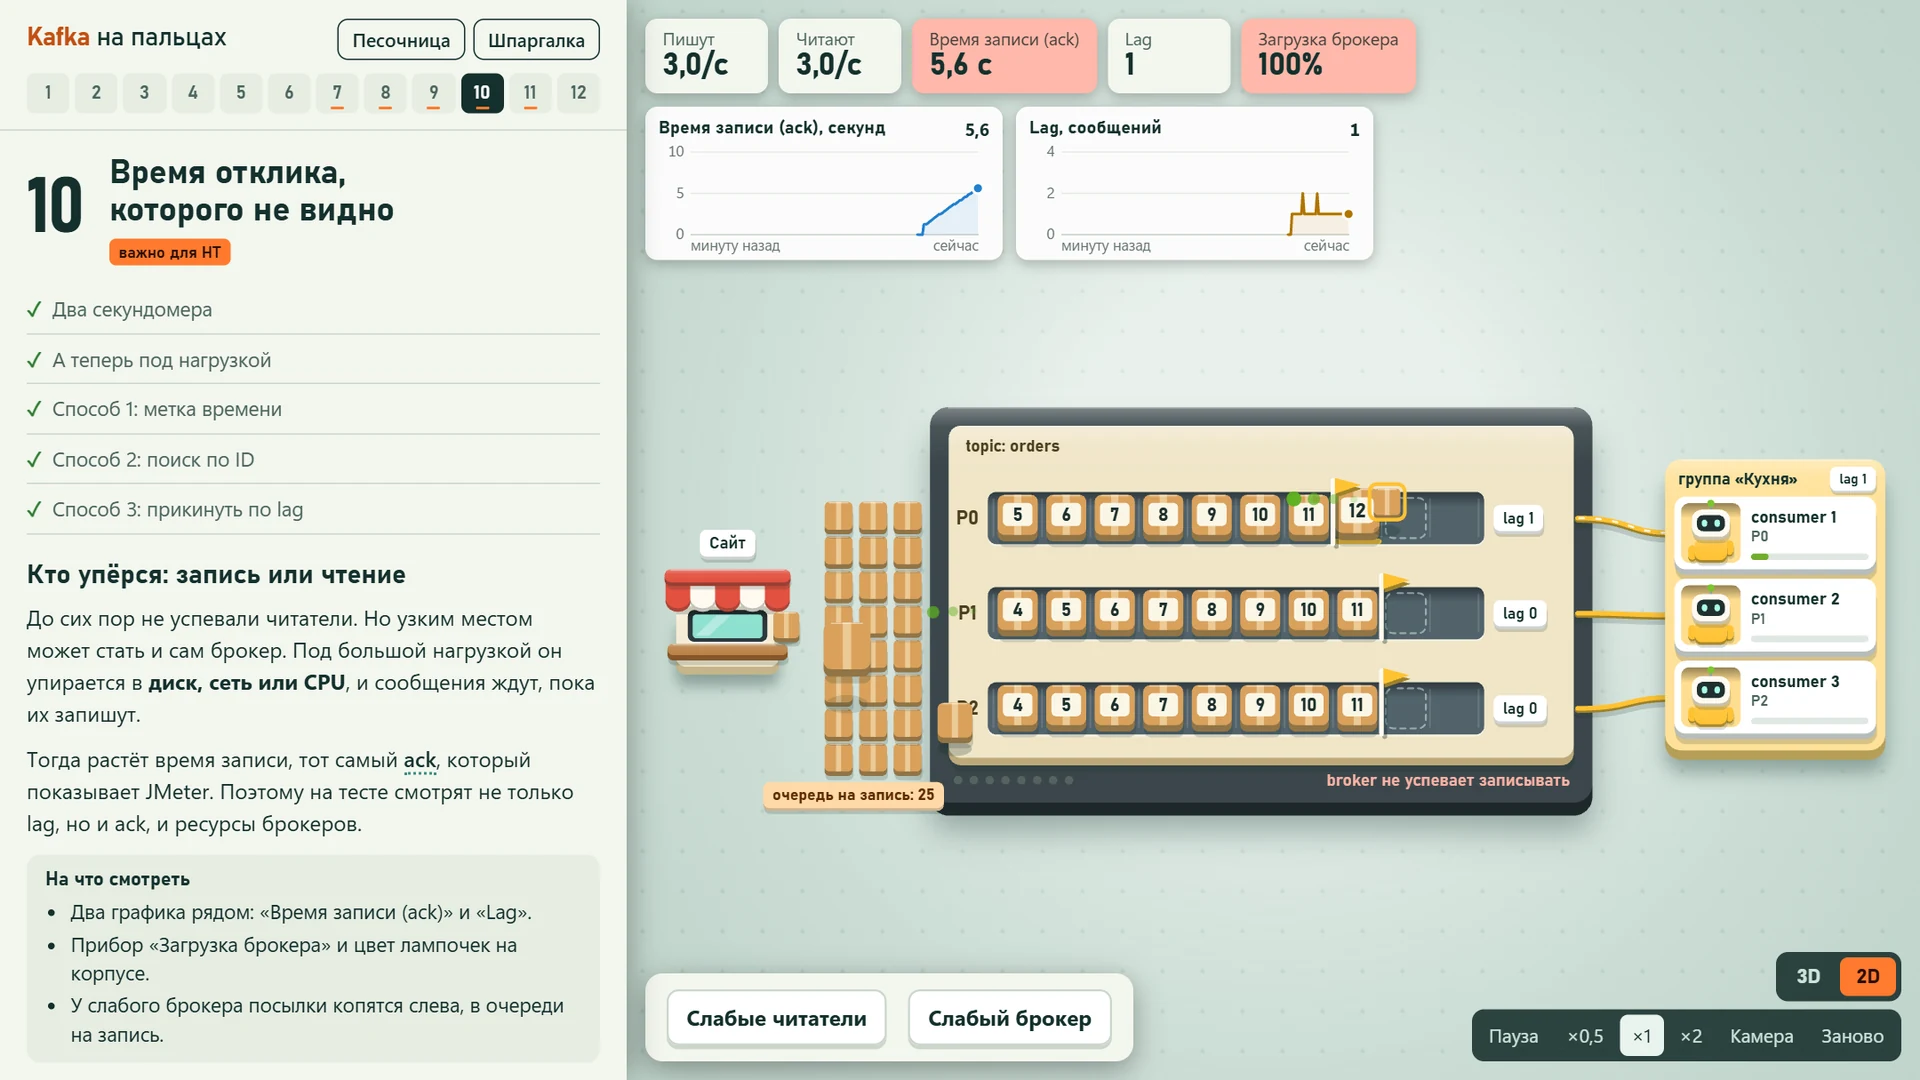 Kafka на пальцах
Песочница
Шпаргалка
1 2 3 4 5 6 7 8 9 10 11 12
10
Время отклика,
которого не видно
важно для НТ
✓ Два секундомера
✓ А теперь под нагрузкой
✓ Способ 1: метка времени
✓ Способ 2: поиск по ID
✓ Способ 3: прикинуть по lag
Кто упёрся: запись или чтение
До сих пор не успевали читатели. Но узким местом
может стать и сам брокер. Под большой нагрузкой он
упирается в диск, сеть или CPU, и сообщения ждут, пока
их запишут.
Тогда растёт время записи, тот самый ack, который
показывает JMeter. Поэтому на тесте смотрят не только
lag, но и ack, и ресурсы брокеров.
На что смотреть
• Два графика рядом: «Время записи (ack)» и «Lag».
• Прибор «Загрузка брокера» и цвет лампочек на
корпусе.
• У слабого брокера посылки копятся слева, в очереди
на запись.
Пишут
3,0/с
Читают
3,0/с
Время записи (ack)
5,6 с
Lag
1
Загрузка брокера
100%
Время записи (ack), секунд 5,6
10
5
0
минуту назад сейчас
Lag, сообщений 1
4
2
0
минуту назад сейчас
Сайт
очередь на запись: 25
topic: orders
P0 5 6 7 8 9 10 11 12 lag 1
P1 4 5 6 7 8 9 10 11 lag 0
2 4 5 6 7 8 9 10 11 lag 0
broker не успевает записывать
группа «Кухня» lag 1
consumer 1
P0
consumer 2
P1
consumer 3
P2
Слабые читатели
Слабый брокер
3D 2D
Пауза ×0,5 ×1 ×2 Камера Заново